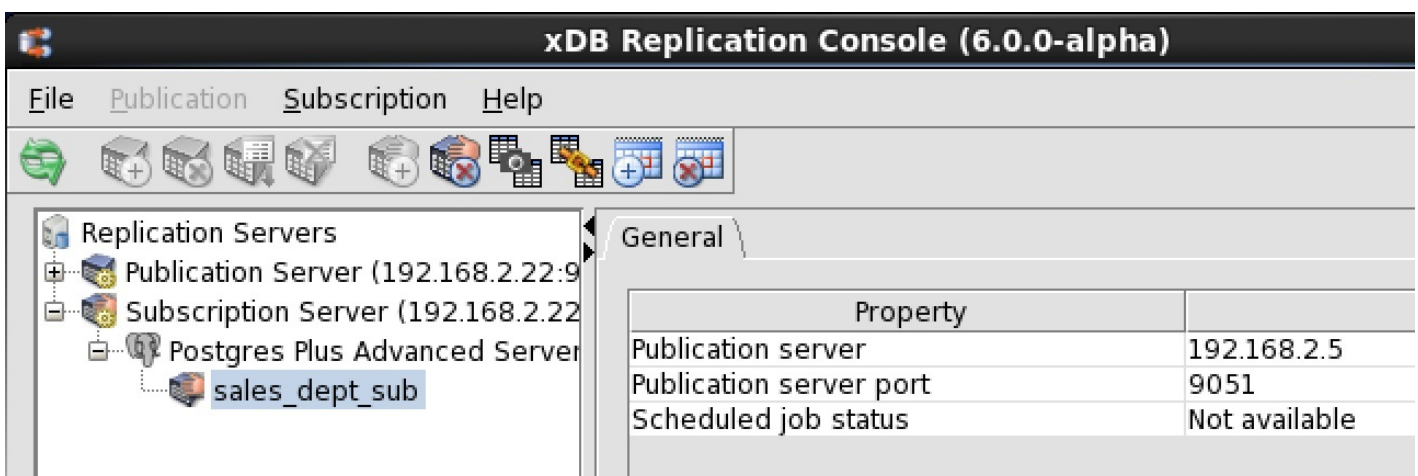 xDB Replication Console (6.0.0-alpha)
File Publication Subscription Help
Replication Servers
Publication Server (192.168.2.22:9
Subscription Server (192.168.2.22
Postgres Plus Advanced Server
sales_dept_sub
General
Property
Publication server 192.168.2.5
Publication server port 9051
Scheduled job status Not available